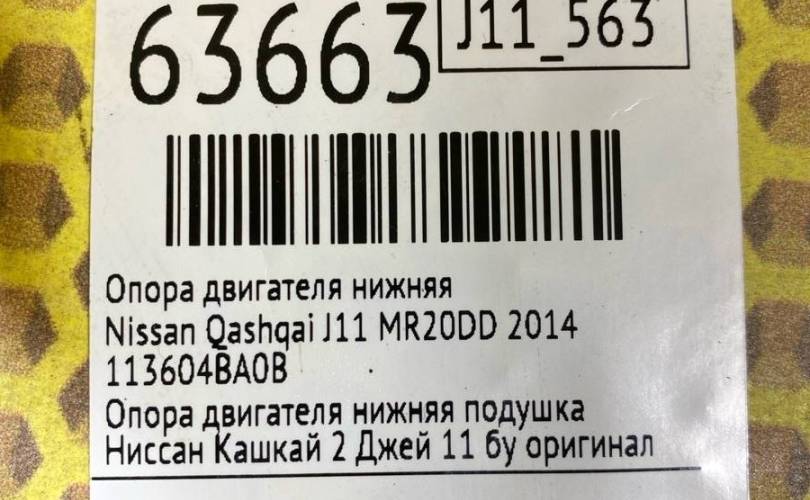 63663
J11_563
Опора двигателя нижняя
Nissan Qashqai J11 MR20DD 2014
113604BA0B
Опора двигателя нижняя подушка
Ниссан Кашкай 2 Джей 11 бу оригинал